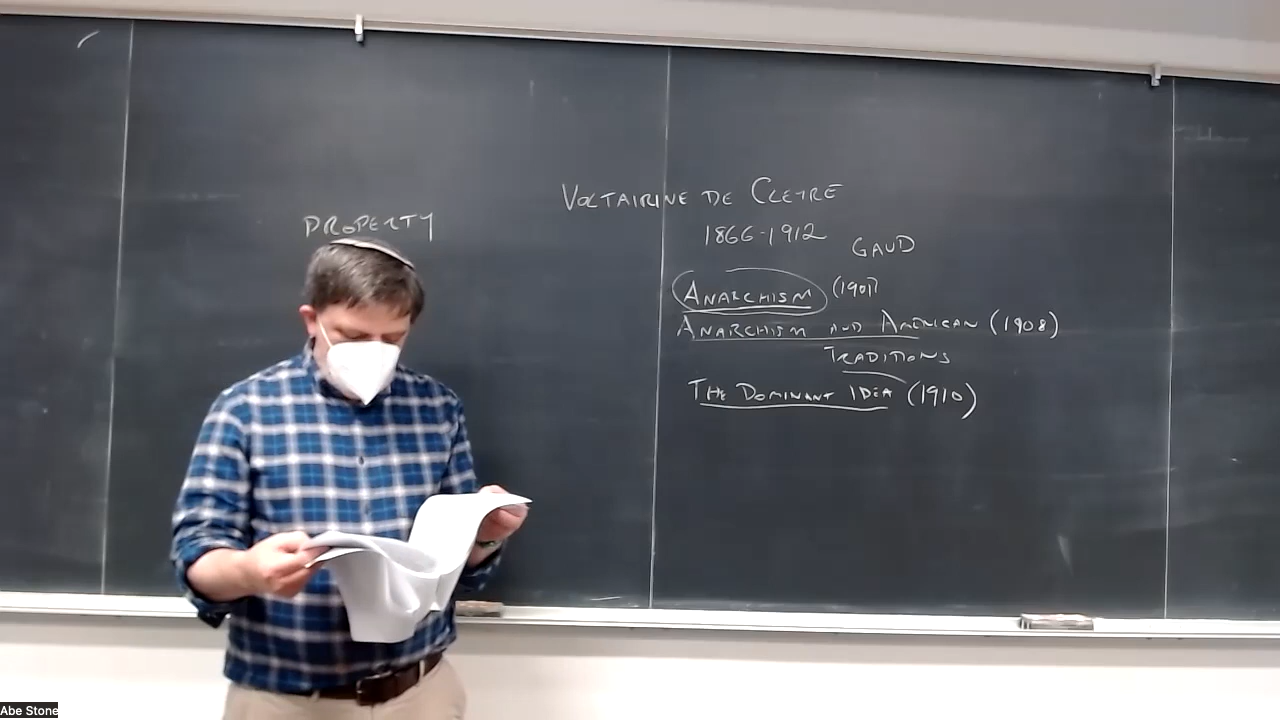 PROPERTY
VOLTAIRINE DE CLEYRE
1866-1912
GAUD
ANARCHISM (1901)
ANARCHISM AND AMERICAN (1908)
TRADITIONS
THE DOMINANT IDEA (1910)
Abe Stone